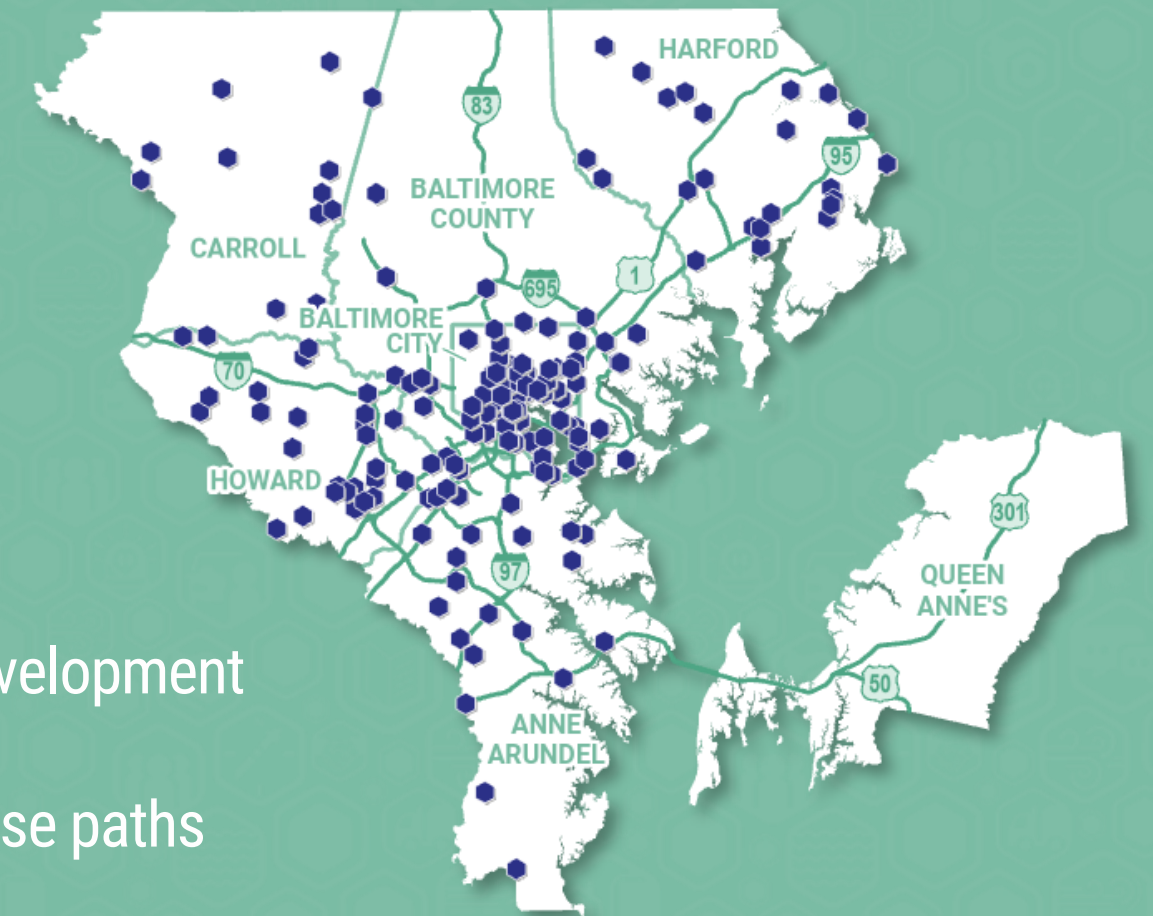 HARFORD
83
95
BALTIMORE
COUNTY
CARROLL
1
695
BALTIMORE
CITY
70
HOWARD
301
97
QUEEN
ANNE'S
velopment
50
ANNE
ARUNDEL
se paths